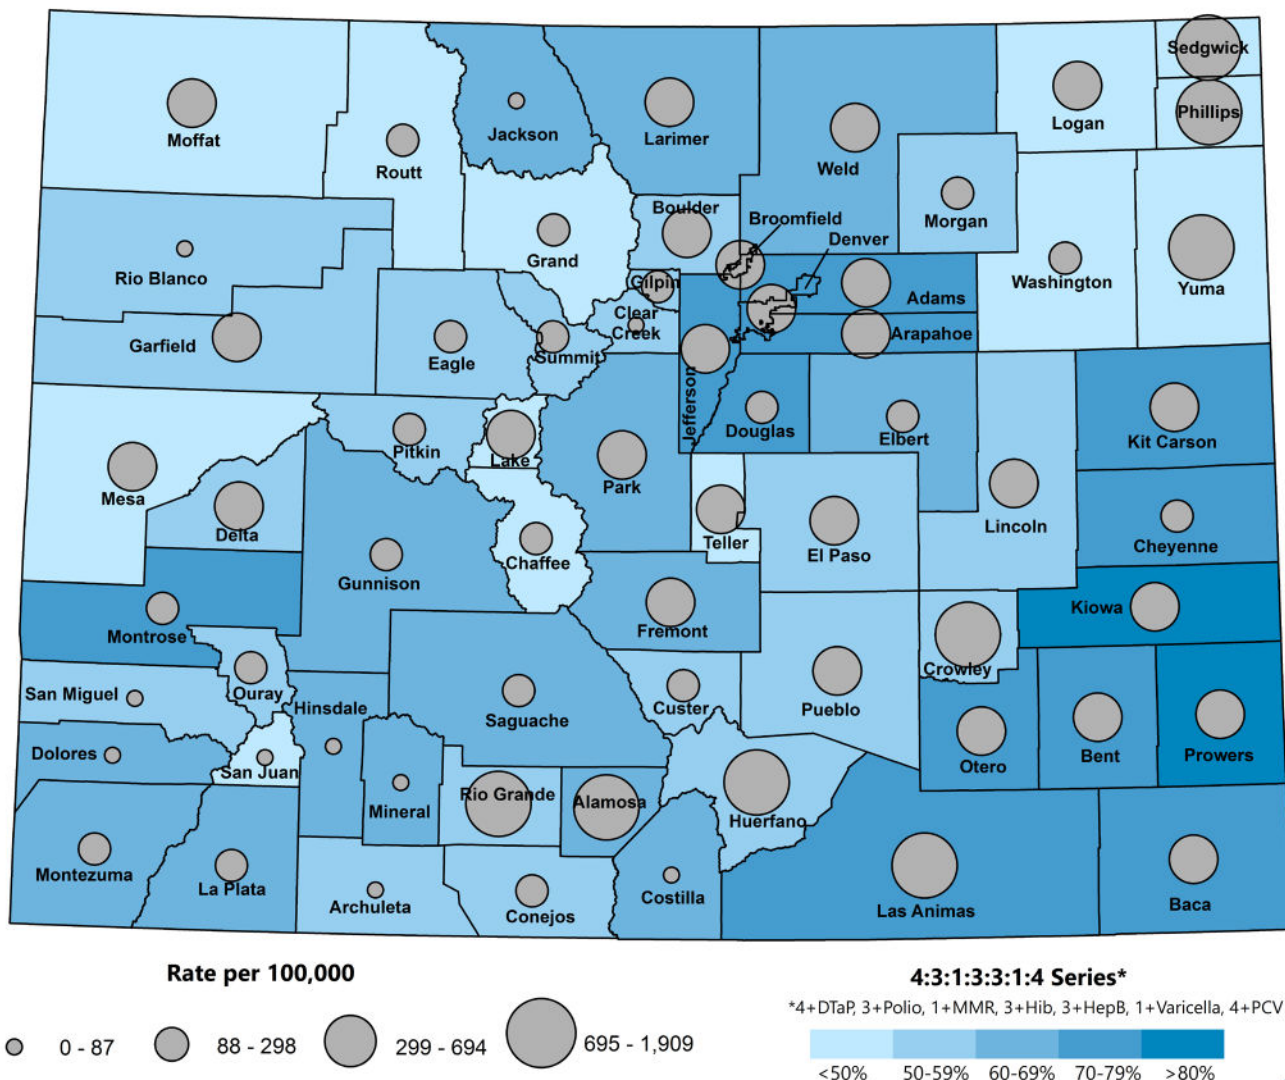 Sedgwick
Moffat
Jackson
Larimer
Logan
Phillips
Routt
Weld
Boulder
Broomfield
Morgan
Denver
Grand
Rio Blanco
Gilpin
Washington
Yuma
Clear
Creek
Adams
Garfield
Eagle
Summit
Arapahoe
Jefferson
Douglas
Elbert
Kit Carson
Pitkin
Lake
Park
Mesa
Delta
Lincoln
Teller
El Paso
Cheyenne
Chaffee
Gunnison
Kiowa
Montrose
Fremont
Crowley
San Miguel
Ouray
Hinsdale
Custer
Pueblo
Saguache
Dolores
San Juan
Otero
Bent
Prowers
Rio Grande
Alamosa
Mineral
Huerfano
Montezuma
La Plata
Costilla
Archuleta
Conejos
Las Animas
Baca
Rate per 100,000
0 - 87
88 - 298
299 - 694
695 - 1,909
4:3:1:3:3:1:4 Series*
*4+DTaP, 3+Polio, 1+MMR, 3+Hib, 3+HepB, 1+Varicella, 4+PCV
<50% 50-59% 60-69% 70-79% >80%